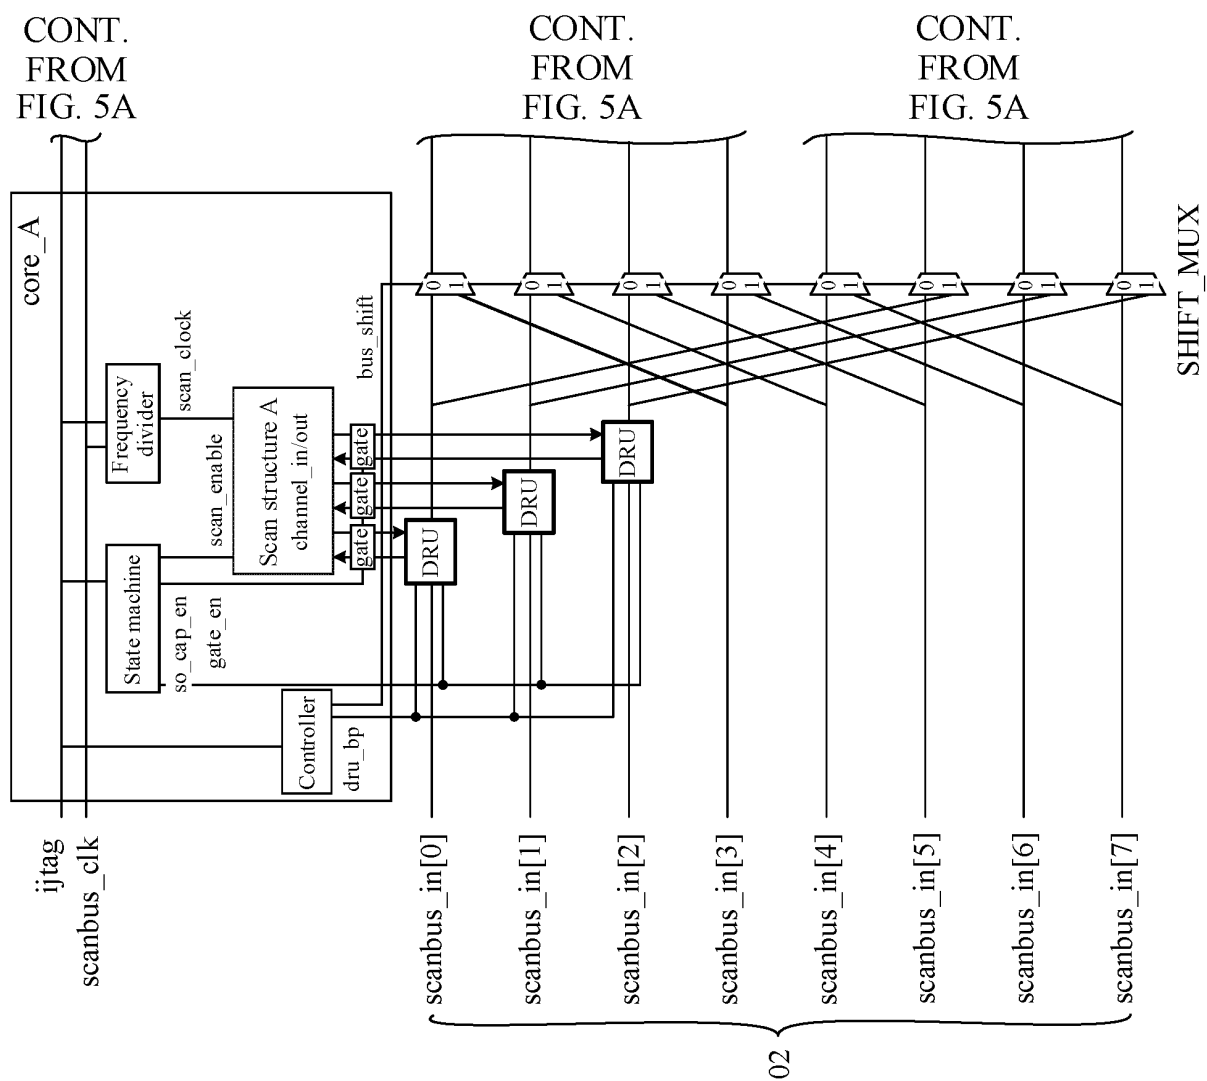 CONT.
FROM
FIG. 5A
CONT.
FROM
FIG. 5A
CONT.
FROM
FIG. 5A
core_A
Frequency
divider
scan_clock
scan_enable
Scan structure A
channel_in/out
State machine
so_cap_en
gate_en
Controller
dru_bp
bus_shift
gate
gate
gate
DRU
DRU
DRU
0 1
0 1
0 1
0 1
0 1
0 1
0 1
0 1
SHIFT_MUX
ijtag
scanbus_clk
scanbus_in[0]
scanbus_in[1]
scanbus_in[2]
scanbus_in[3]
scanbus_in[4]
scanbus_in[5]
scanbus_in[6]
scanbus_in[7]
02